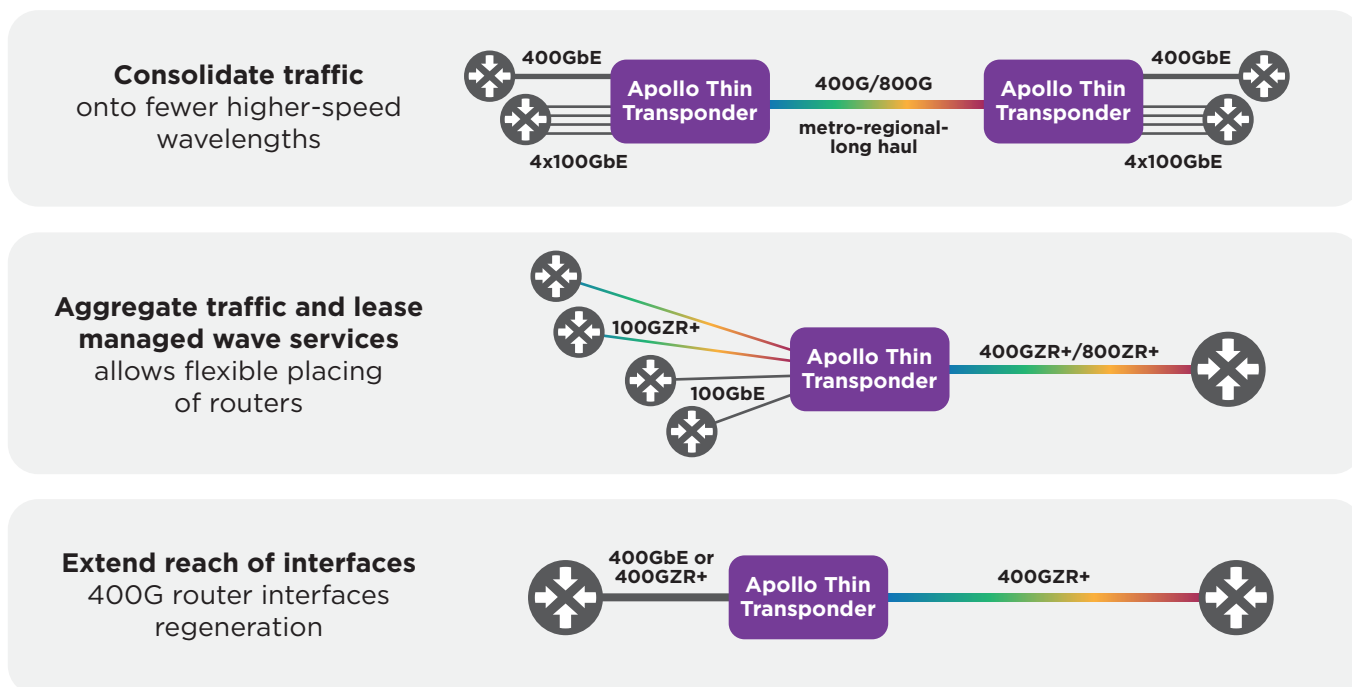 Consolidate traffic
onto fewer higher-speed
wavelengths
400GbE
4x100GbE
Apollo Thin
Transponder
400G/800G
metro-regional-
long haul
Apollo Thin
Transponder
400GbE
4x100GbE
Aggregate traffic and lease
managed wave services
allows flexible placing
of routers
100GZR+
100GbE
Apollo Thin
Transponder
400GZR+/800ZR+
Extend reach of interfaces
400G router interfaces
regeneration
400GbE or
400GZR+
Apollo Thin
Transponder
400GZR+